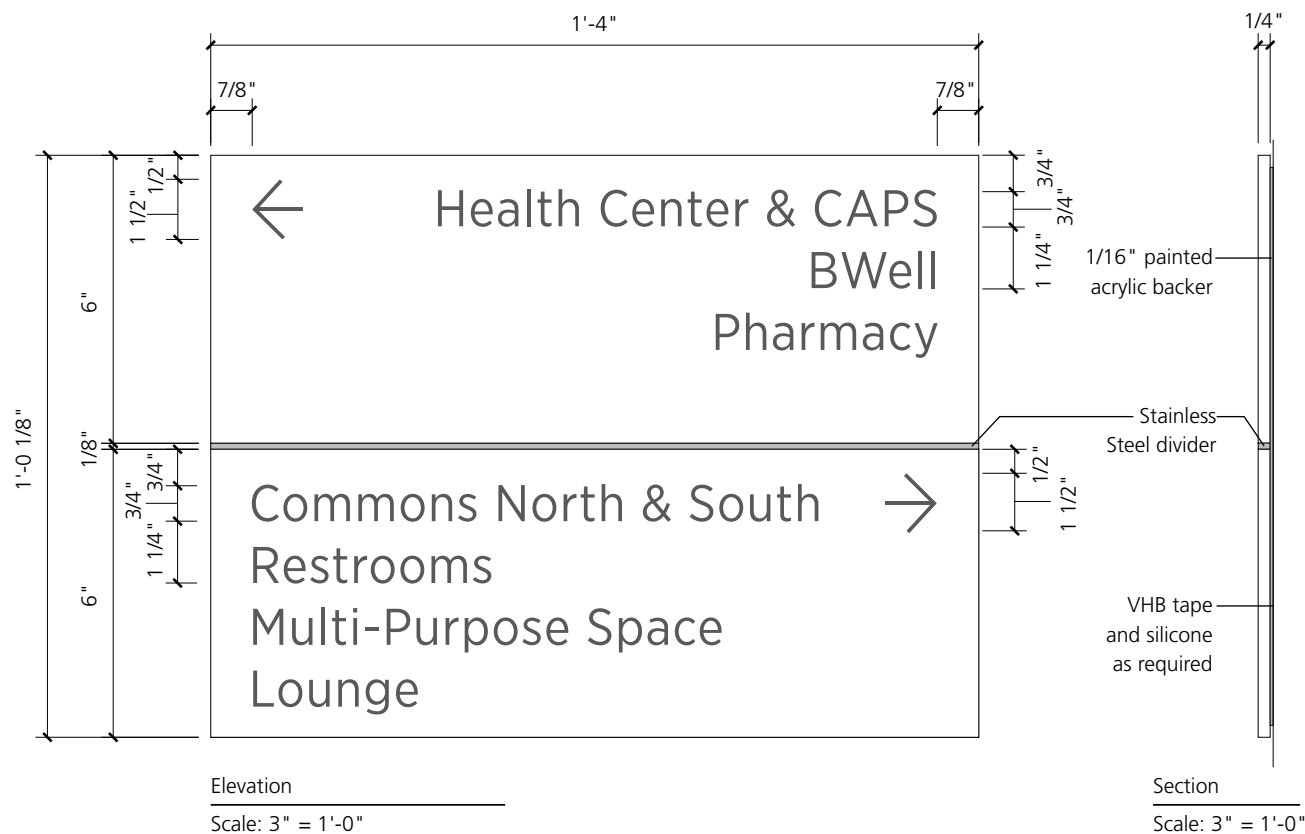 1'-4"
1/4"
7/8"
7/8"
1/2"
1 1/2"
3/4"
3/4"
1 1/4"
Health Center & CAPS
BWell
Pharmacy
1/16" painted
acrylic backer
6"
1'-0 1/8"
1/8"
Stainless
Steel divider
3/4"
3/4"
1 1/4"
1/2"
1 1/2"
Commons North & South
Restrooms
Multi-Purpose Space
Lounge
6"
VHB tape
and silicone
as required
Elevation
Scale: 3" = 1'-0"
Section
Scale: 3" = 1'-0"